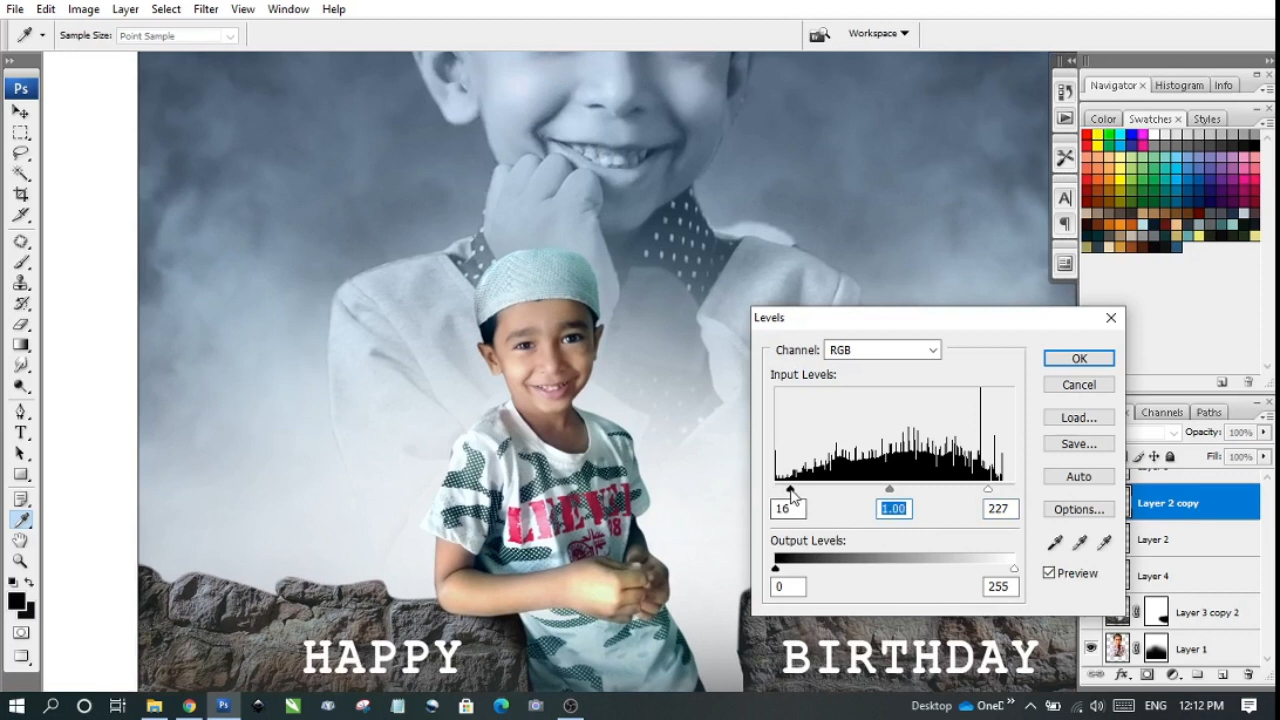 File Edit Image Layer Select Filter View Window Help
Sample Size: Point Sample
Workspace
Ps
Navigator Histogram Info
Color Swatches Styles
Levels
Channel: RGB
OK
Input Levels:
Cancel
Load...
Channels Paths
Opacity: 100%
Save...
Fill: 100%
Auto
Layer 2 copy
16 1.00 227
Options...
Output Levels:
Layer 2
Preview
Layer 4
0 255
Layer 3 copy 2
HAPPY BIRTHDAY
Layer 1
Desktop OneD ENG 12:12 PM